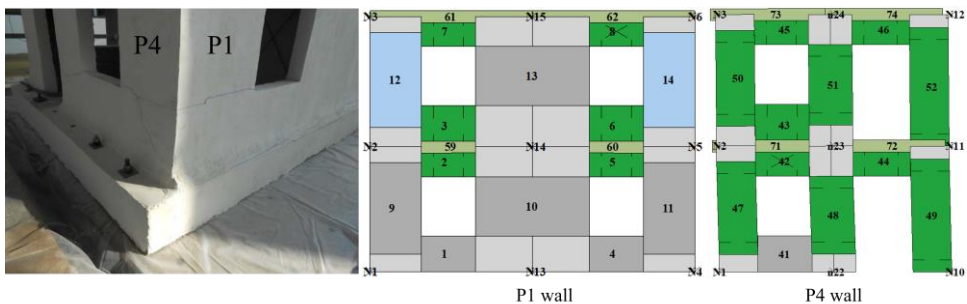 P4 P1
N3 61 N15 62 N6
7 8
12 13 14
3 6
N2 59 N14 60 N5
2 5
9 10 11
1 4
N1 N13 N4
P1 wall
N3 73 n24 74 N12
45 46
50 51 52
43
N2 71 n23 72 N11
42 44
47 48 49
41
N1 n22 N10
P4 wall